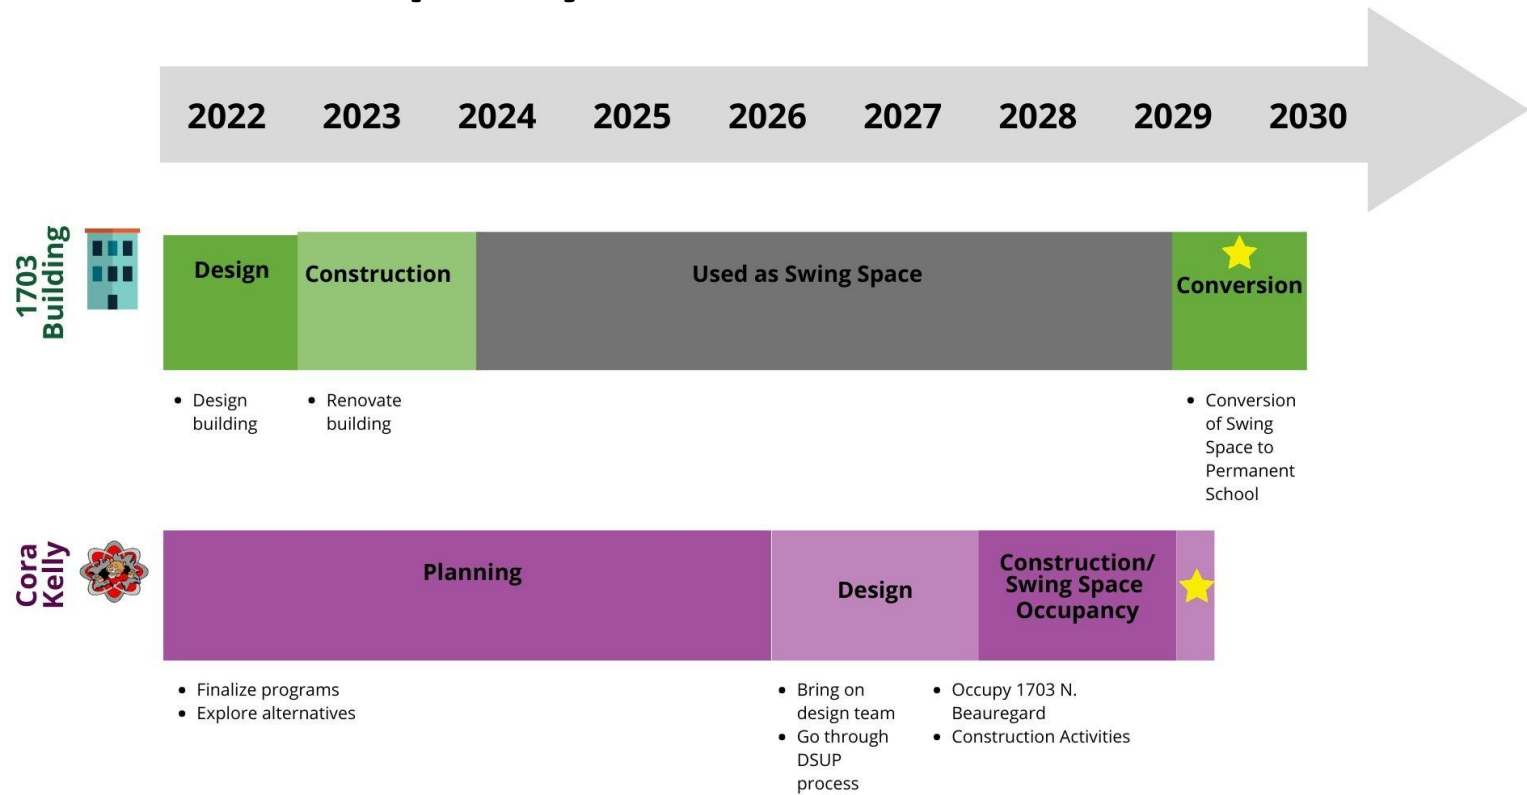 2022 2023 2024 2025 2026 2027 2028 2029 2030
1703
Building
Design
Construction
Used as Swing Space
Conversion
• Design
building
• Renovate
building
• Conversion
of Swing
Space to
Permanent
School
Cora
Kelly
Planning
Design
Construction/
Swing Space
Occupancy
• Finalize programs
• Explore alternatives
• Bring on
design team
• Go through
DSUP
process
• Occupy 1703 N.
Beauregard
• Construction Activities